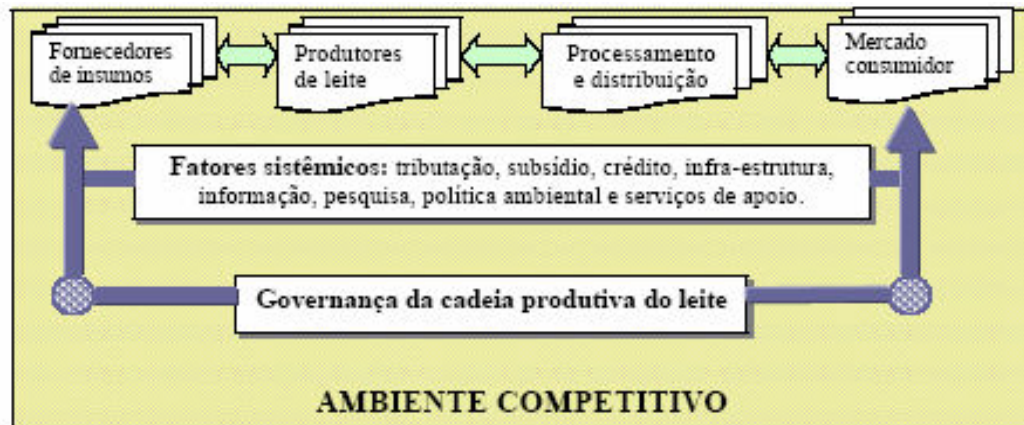 Fornecedores
de insumos
Produtores
de leite
Processamento
e distribuição
Mercado
consumidor
Fatores sistêmicos: tributação, subsídio, crédito, infra-estrutura,
informação, pesquisa, política ambiental e serviços de apoio.
Governança da cadeia produtiva do leite
AMBIENTE COMPETITIVO